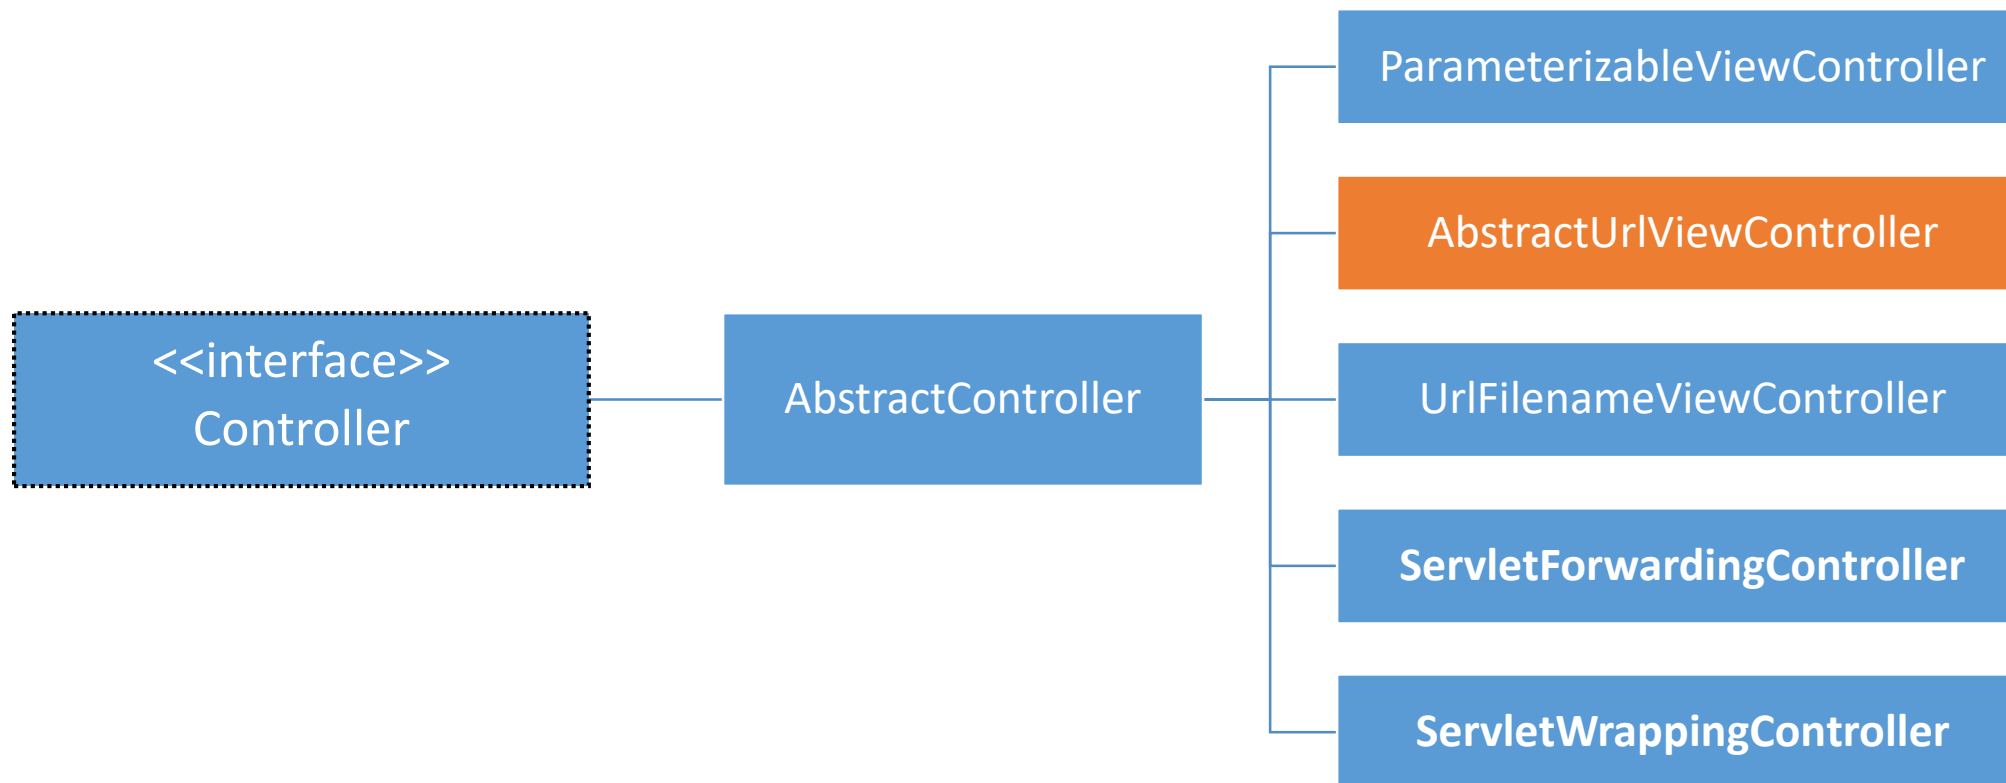 <<interface>>
Controller
AbstractController
ParameterizableViewController
AbstractUrlViewController
UrlFilenameViewController
ServletForwardingController
ServletWrappingController